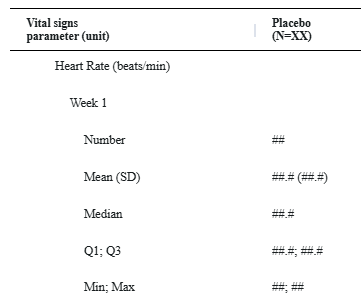 Vital signs Placebo
parameter (unit) (N=XX)
Heart Rate (beats/min)
Week 1
Number ##
Mean (SD) ##.# (##.#)
Median ##.#
Q1; Q3 ##.#; ##.#
Min; Max ##; ##